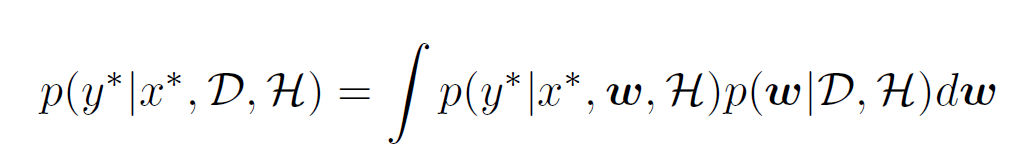 p(y*|x*, 𝒟, ℋ) = ∫ p(y*|x*, 𝒘, ℋ)p(𝒘|𝒟, ℋ)d𝒘